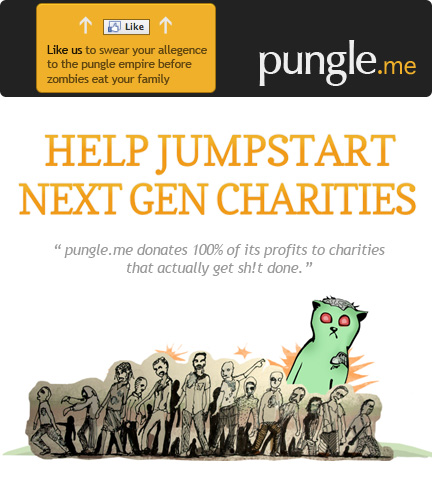 Like
Like us to swear your allegence
to the pungle empire before
zombies eat your family
pungle.me
HELP JUMPSTART
NEXT GEN CHARITIES
“ pungle.me donates 100% of its profits to charities
that actually get sh!t done.”